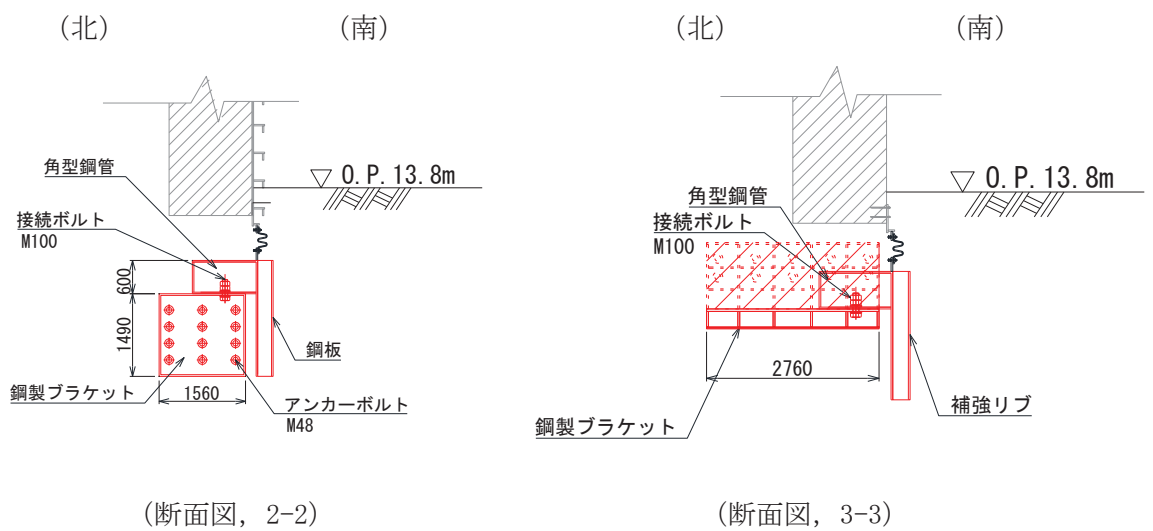 (北)
(南)
角型鋼管
O.P.13.8m
接続ボルト
M100
600
1490
鋼板
鋼製ブラケット
1560
アンカーボルト
M48
(断面図, 2-2)
(北)
(南)
O.P.13.8m
角型鋼管
接続ボルト
M100
2760
補強リブ
鋼製ブラケット
(断面図, 3-3)